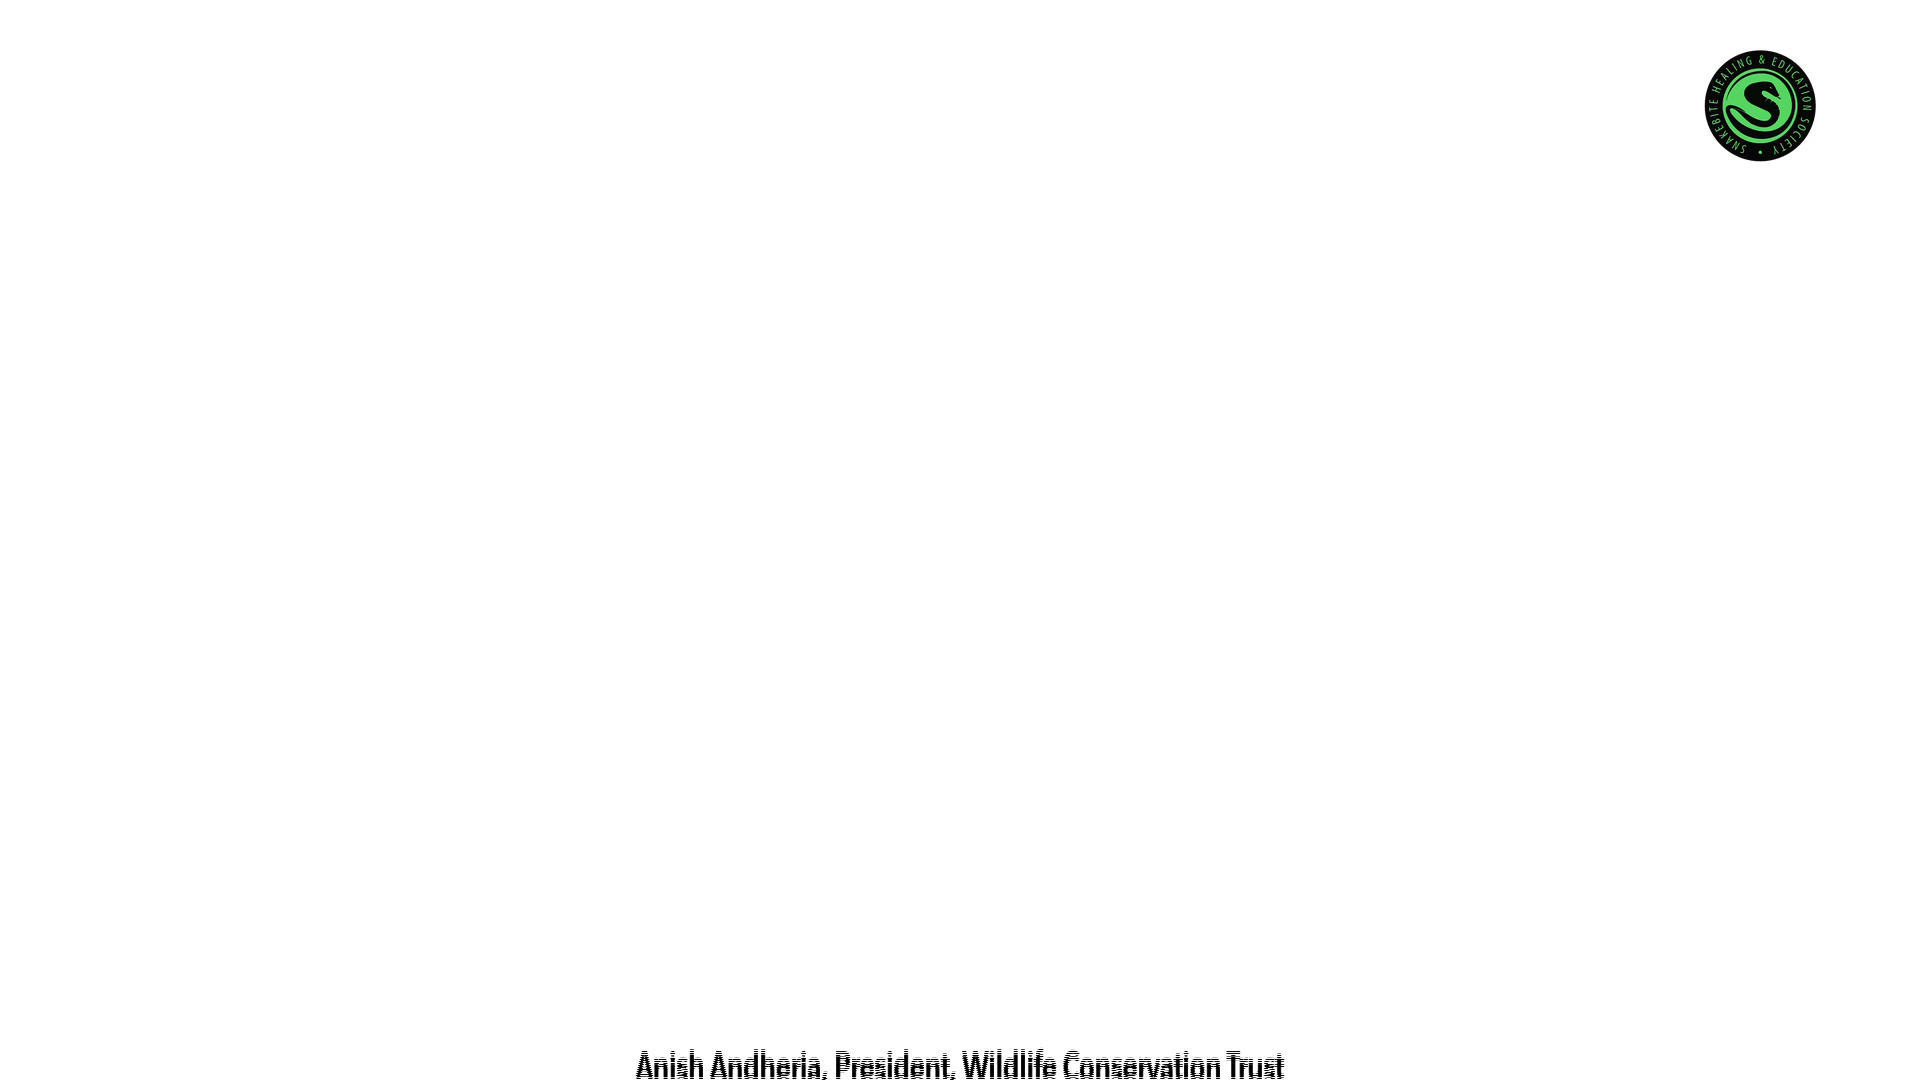 SNAKEBITE HEALING & EDUCATION SOCIETY
Anish Andheria, President, Wildlife Conservation Trust